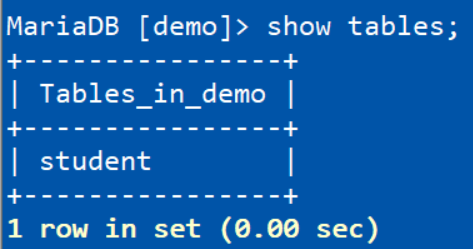 MariaDB [demo]> show tables;
+----------------+
| Tables_in_demo |
+----------------+
| student        |
+----------------+
1 row in set (0.00 sec)